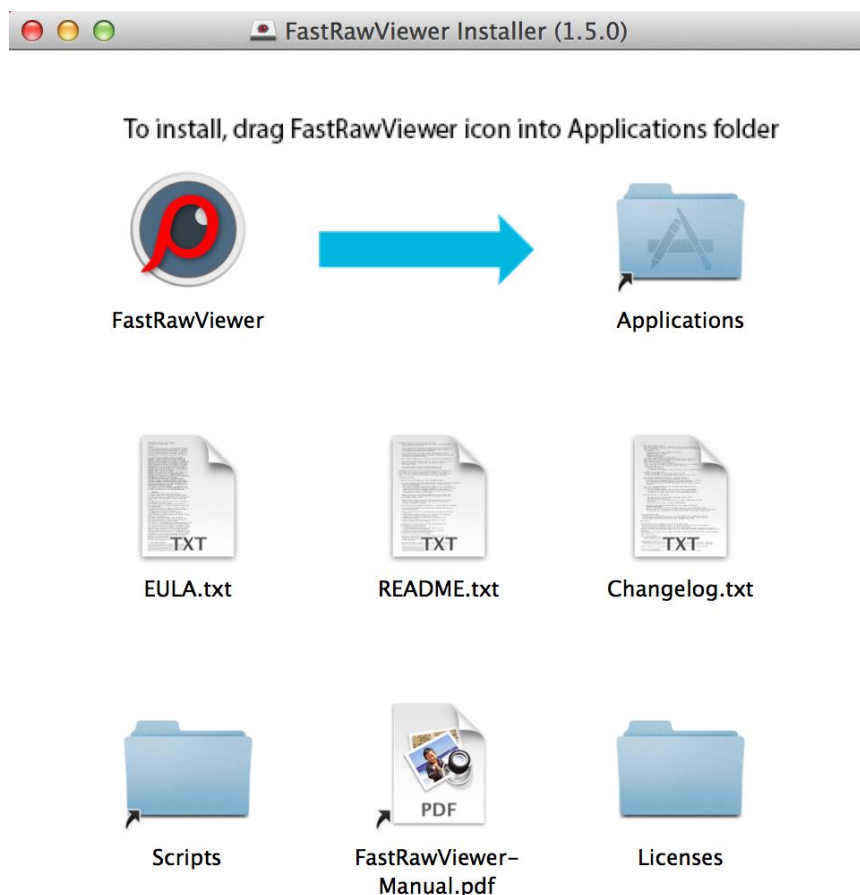 FastRawViewer Installer (1.5.0)
To install, drag FastRawViewer icon into Applications folder
FastRawViewer
Applications
TXT
TXT
TXT
EULA.txt
README.txt
Changelog.txt
PDF
Scripts
FastRawViewer-
Manual.pdf
Licenses